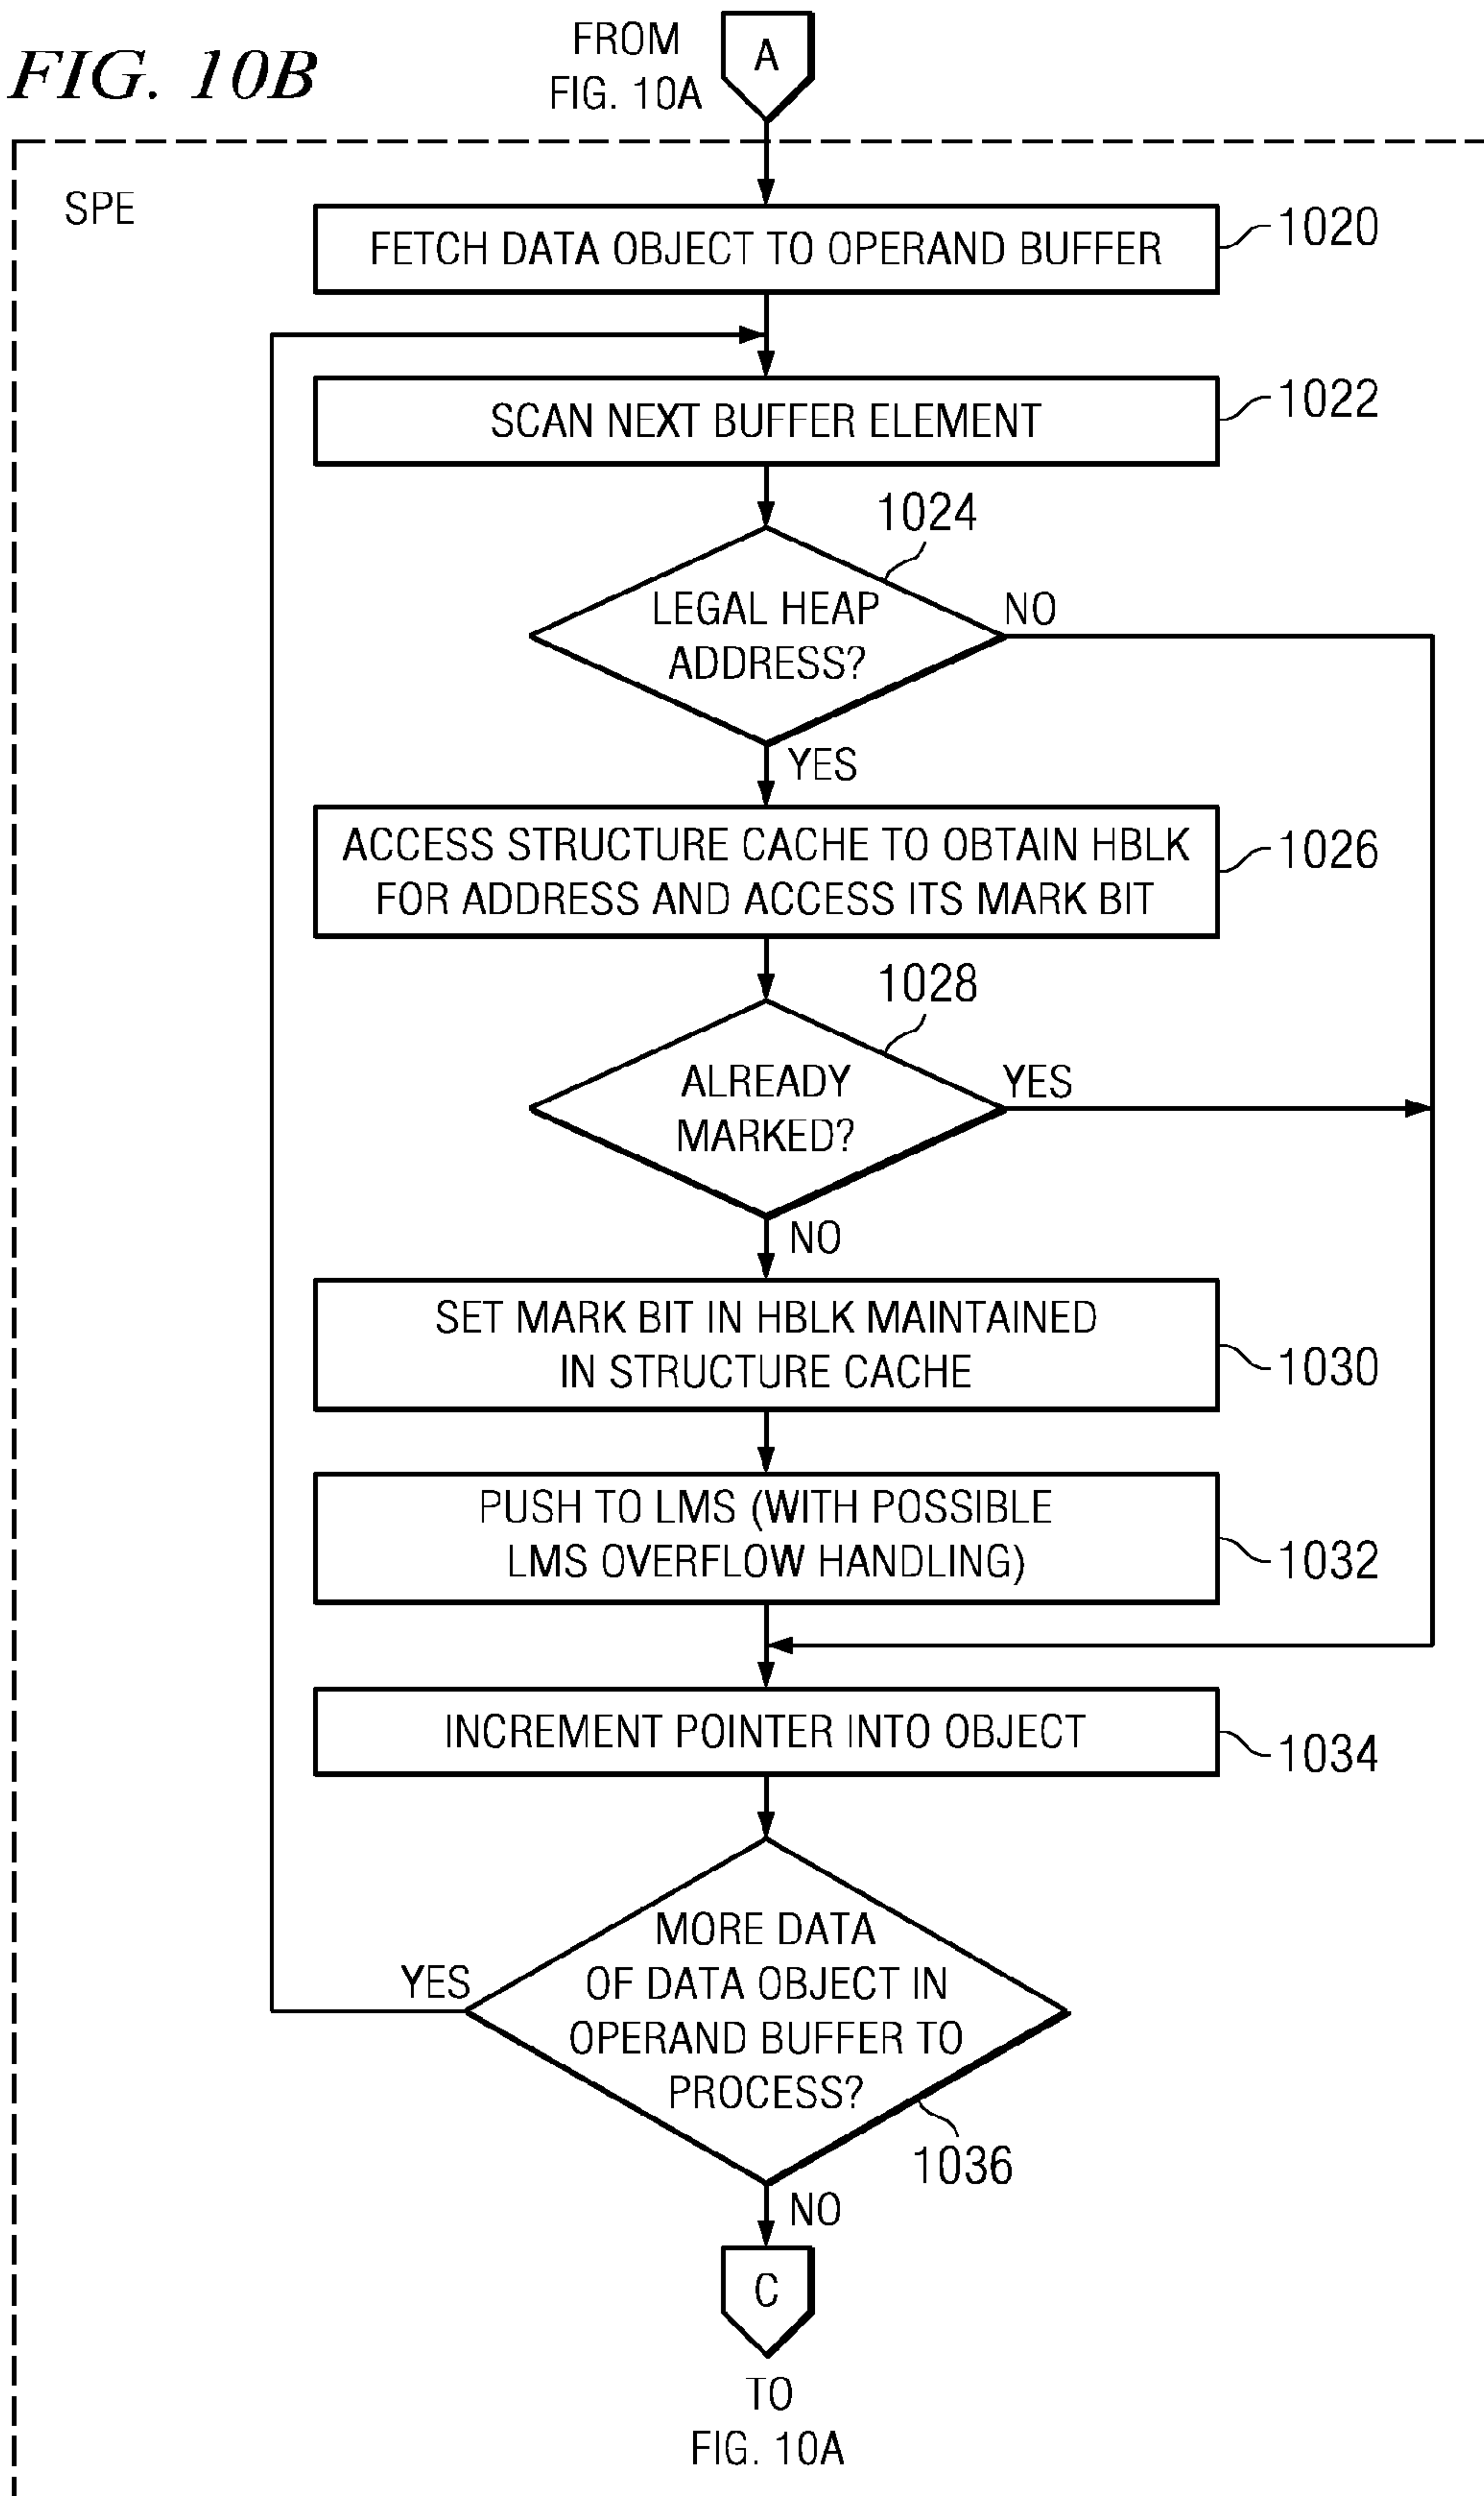 FIG. 10B
FROM
FIG. 10A
A
SPE
FETCH DATA OBJECT TO OPERAND BUFFER
1020
SCAN NEXT BUFFER ELEMENT
1022
1024
LEGAL HEAP
ADDRESS?
NO
YES
ACCESS STRUCTURE CACHE TO OBTAIN HBLK
FOR ADDRESS AND ACCESS ITS MARK BIT
1026
1028
ALREADY
MARKED?
YES
NO
SET MARK BIT IN HBLK MAINTAINED
IN STRUCTURE CACHE
1030
PUSH TO LMS (WITH POSSIBLE
LMS OVERFLOW HANDLING)
1032
INCREMENT POINTER INTO OBJECT
1034
MORE DATA
OF DATA OBJECT IN
OPERAND BUFFER TO
PROCESS?
YES
1036
NO
C
TO
FIG. 10A